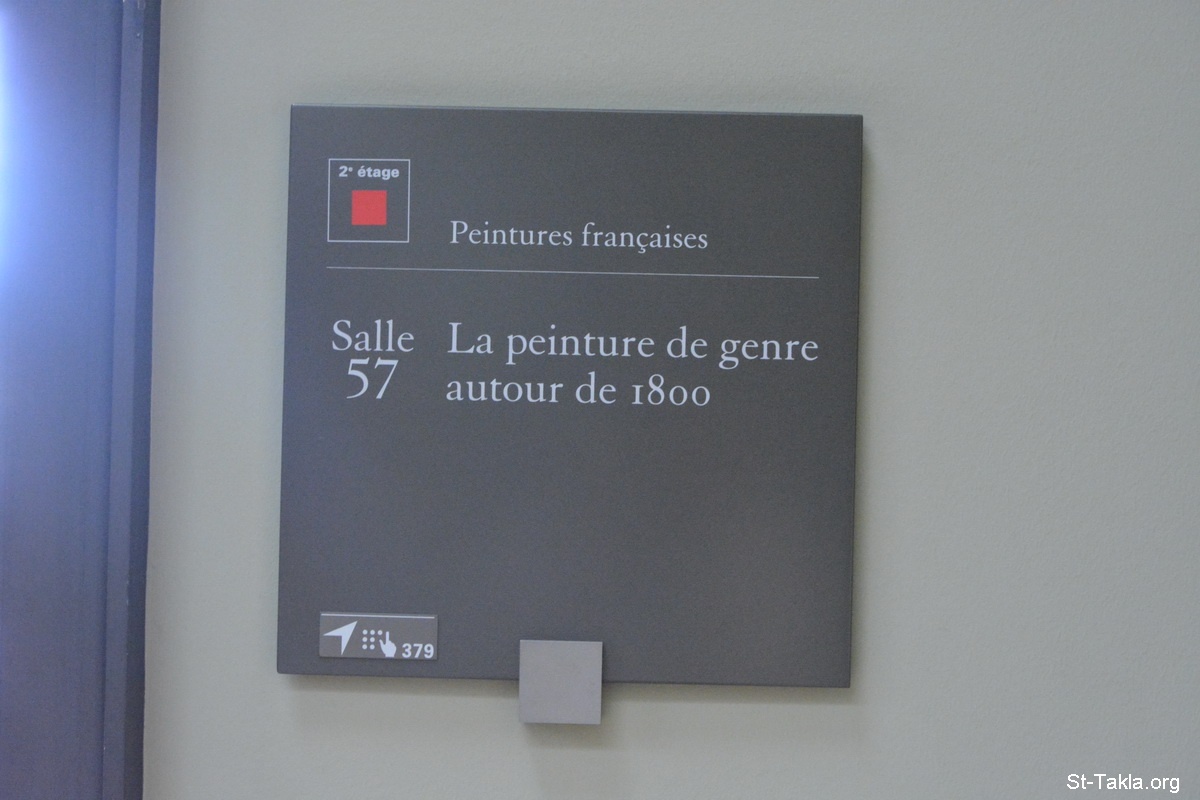 2e étage
Peintures françaises
Salle
57
La peinture de genre
autour de 1800
379
St-Takla.org